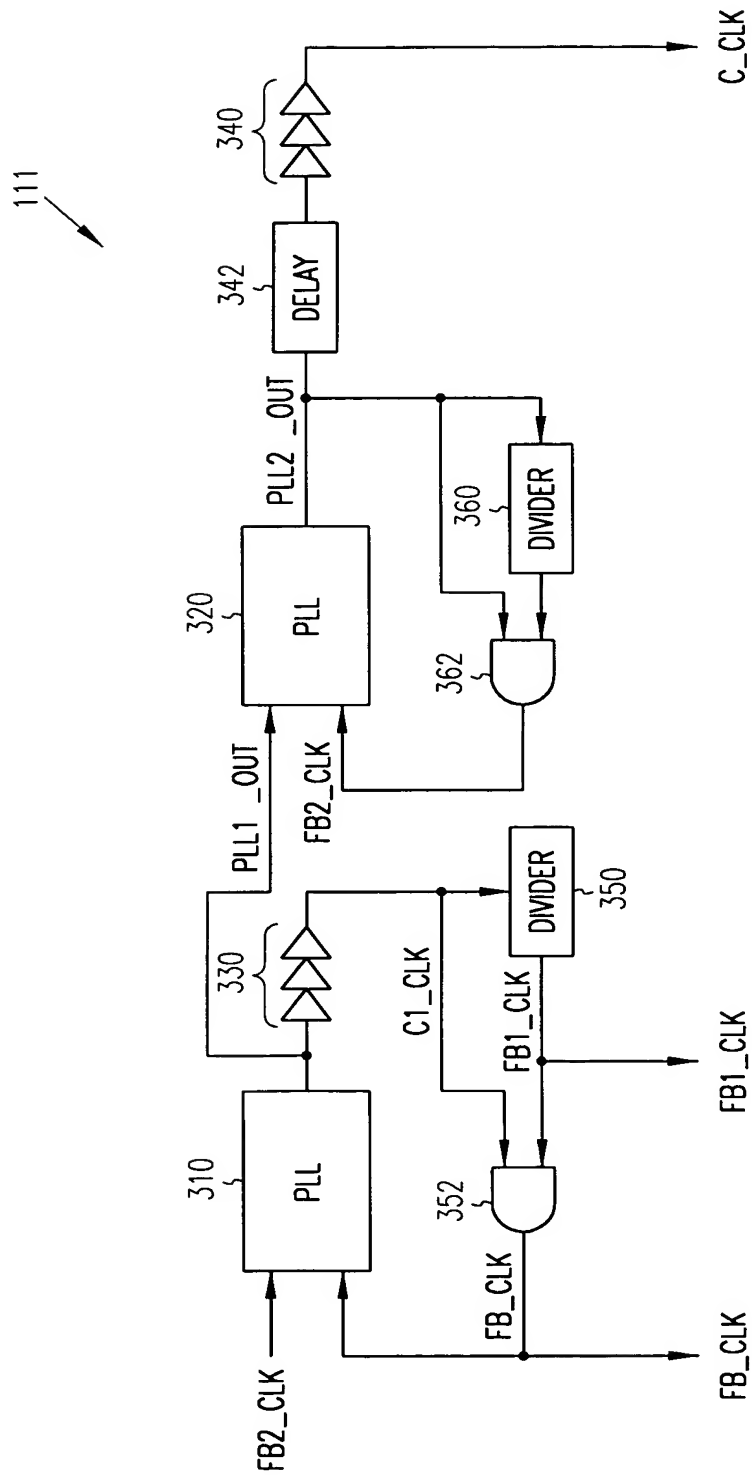 111
FB2_CLK
310
PLL
330
PLL1_OUT
320
PLL
FB2_CLK
PLL2_OUT
342
DELAY
340
C1_CLK
352
FB_CLK
FB1_CLK
DIVIDER
350
362
360
DIVIDER
FB_CLK
FB1_CLK
C_CLK